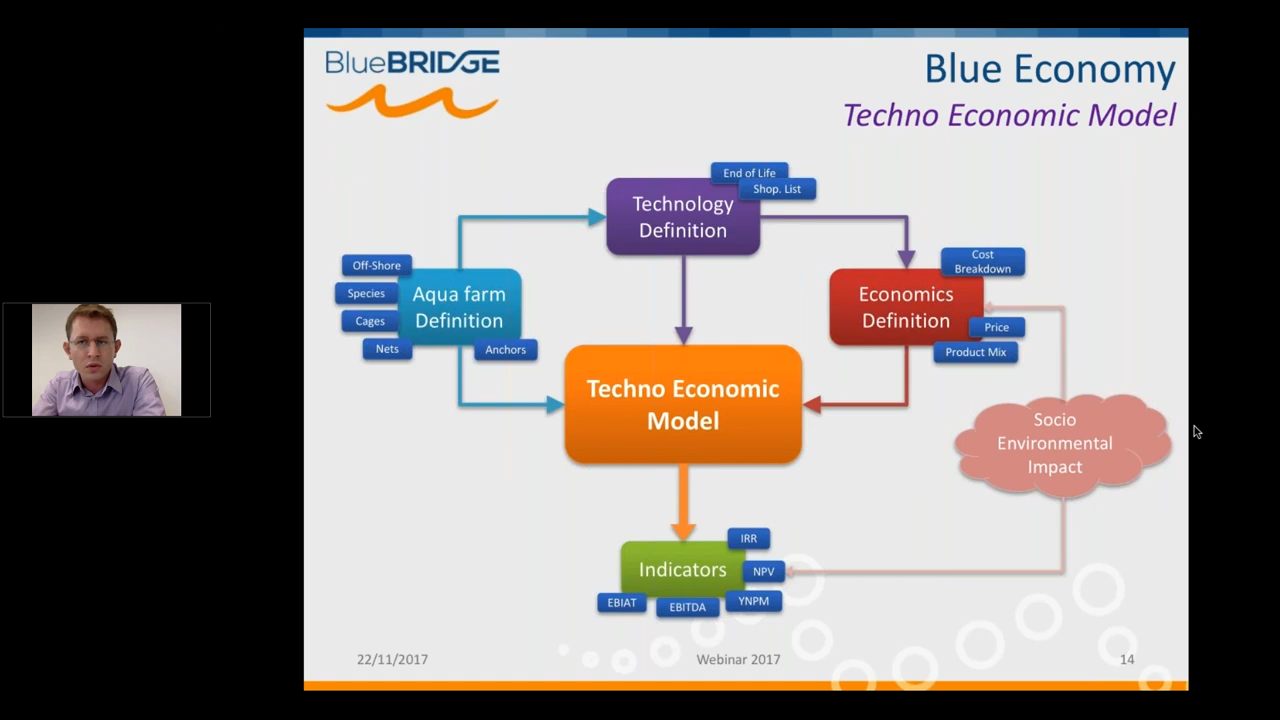 BlueBRIDGE
Blue Economy
Techno Economic Model
End of Life
Shop. List
Technology
Definition
Off-Shore
Species
Cages
Nets
Anchors
Aqua farm
Definition
Cost
Breakdown
Economics
Definition
Price
Product Mix
Techno Economic
Model
Socio
Environmental
Impact
IRR
Indicators
NPV
EBIAT
EBITDA
YNPM
22/11/2017
Webinar 2017
14